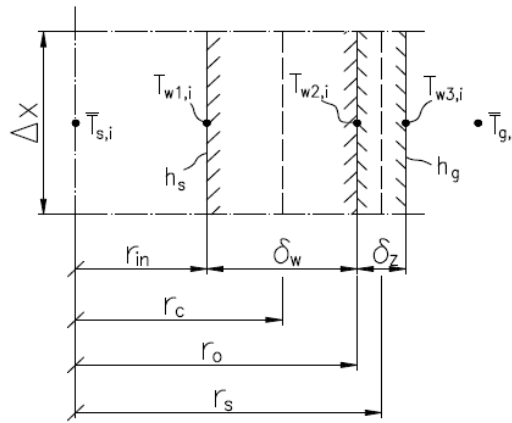 Δx
T̅s,i
Tw1,i
Tw2,i
Tw3,i
T̅g,
hs
hg
rin
δw
δz
rc
ro
rs